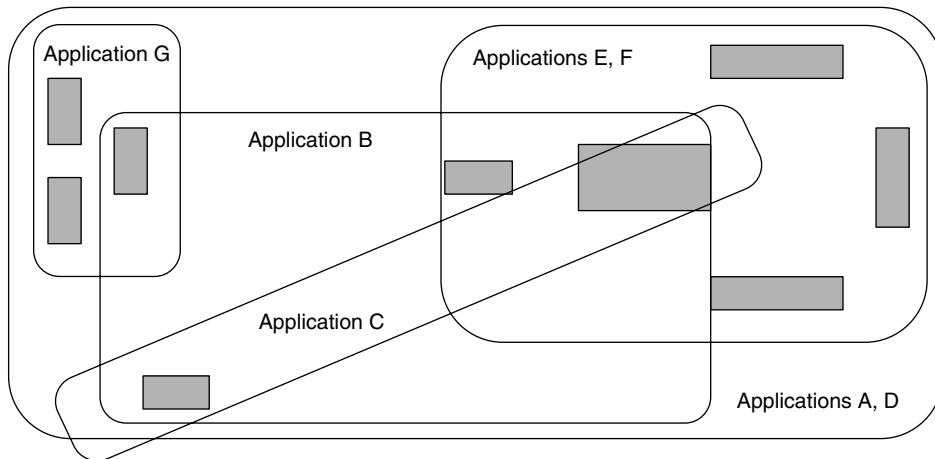 Application G
Applications E, F
Application B
Application C
Applications A, D